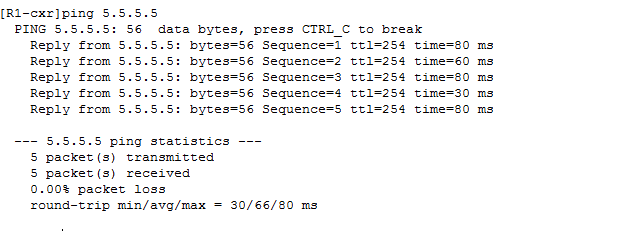 [R1-cxr]ping 5.5.5.5
PING 5.5.5.5: 56  data bytes, press CTRL_C to break
Reply from 5.5.5.5: bytes=56 Sequence=1 ttl=254 time=80 ms
Reply from 5.5.5.5: bytes=56 Sequence=2 ttl=254 time=60 ms
Reply from 5.5.5.5: bytes=56 Sequence=3 ttl=254 time=80 ms
Reply from 5.5.5.5: bytes=56 Sequence=4 ttl=254 time=30 ms
Reply from 5.5.5.5: bytes=56 Sequence=5 ttl=254 time=80 ms
--- 5.5.5.5 ping statistics ---
5 packet(s) transmitted
5 packet(s) received
0.00% packet loss
round-trip min/avg/max = 30/66/80 ms